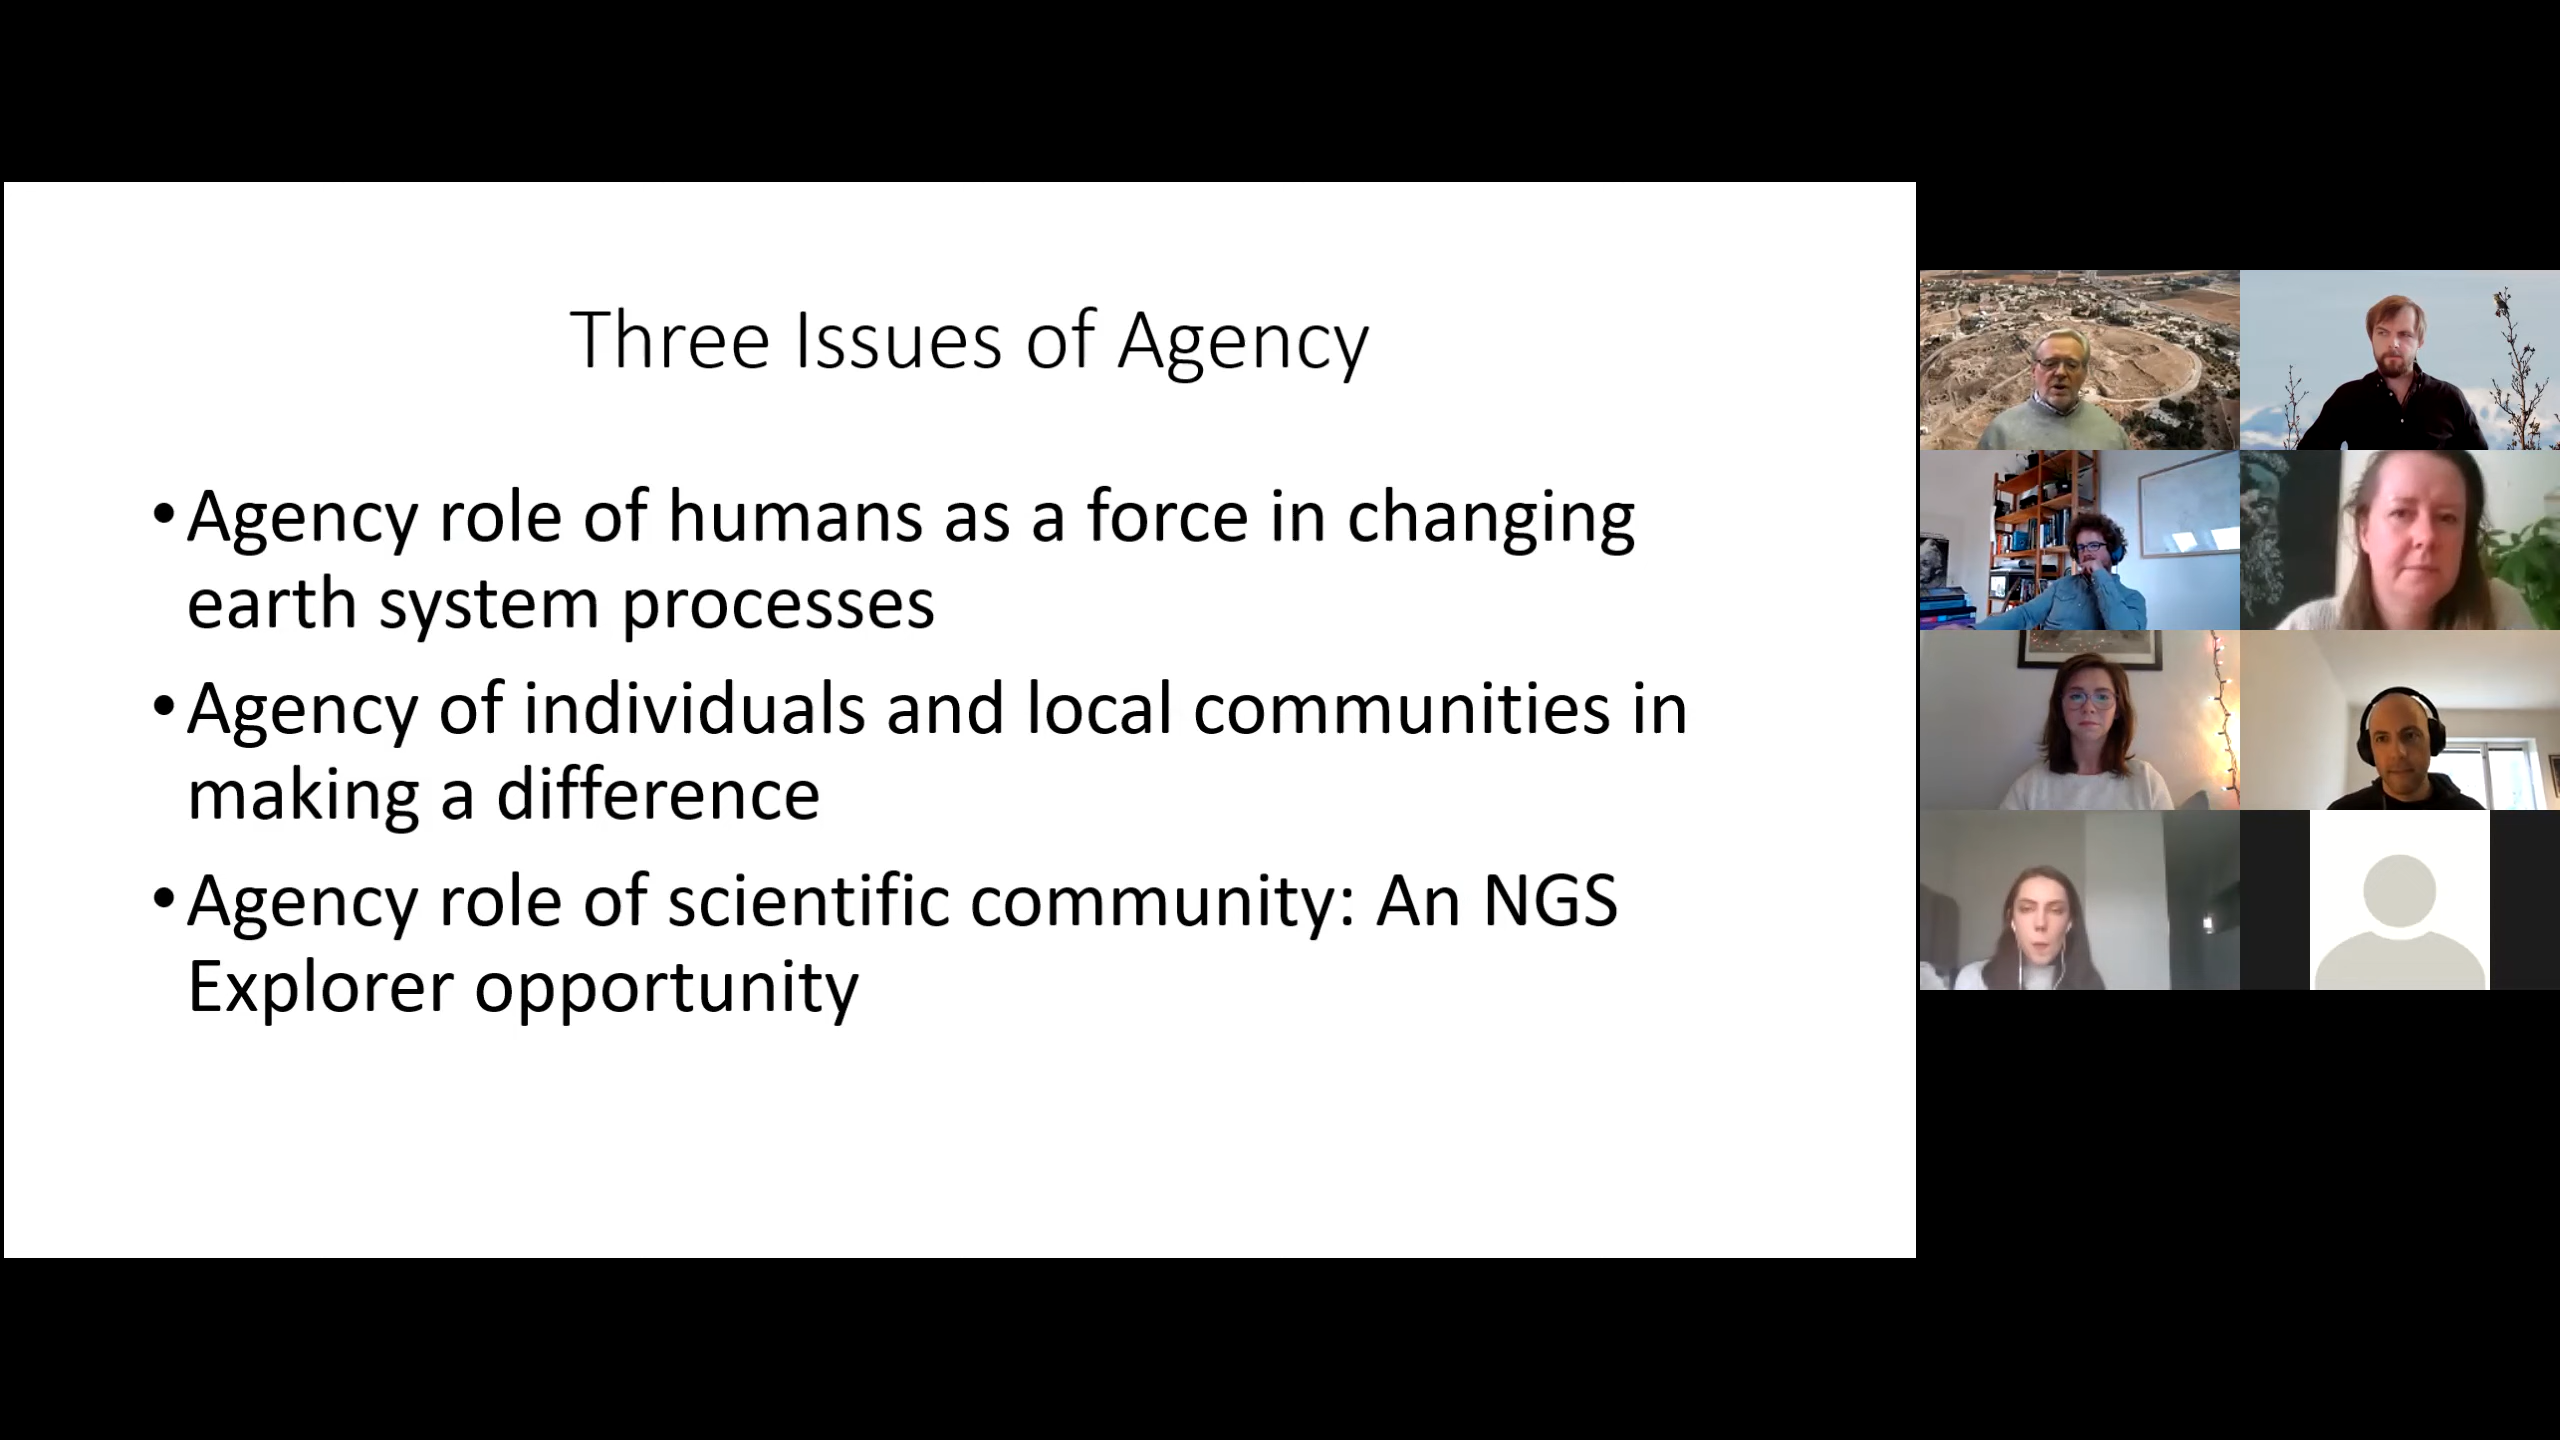 Three Issues of Agency
•Agency role of humans as a force in changing
earth system processes
•Agency of individuals and local communities in
making a difference
•Agency role of scientific community: An NGS
Explorer opportunity